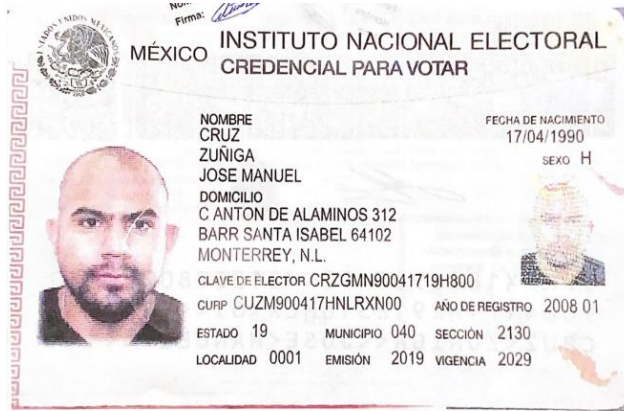 Firma:
MÉXICO INSTITUTO NACIONAL ELECTORAL
CREDENCIAL PARA VOTAR
NOMBRE
CRUZ
ZUÑIGA
JOSE MANUEL
FECHA DE NACIMIENTO
17/04/1990
SEXO H
DOMICILIO
C ANTON DE ALAMINOS 312
BARR SANTA ISABEL 64102
MONTERREY, N.L.
CLAVE DE ELECTOR CRZGMN90041719H800
CURP CUZM900417HNLRXN00 AÑO DE REGISTRO 2008 01
ESTADO 19 MUNICIPIO 040 SECCIÓN 2130
LOCALIDAD 0001 EMISIÓN 2019 VIGENCIA 2029